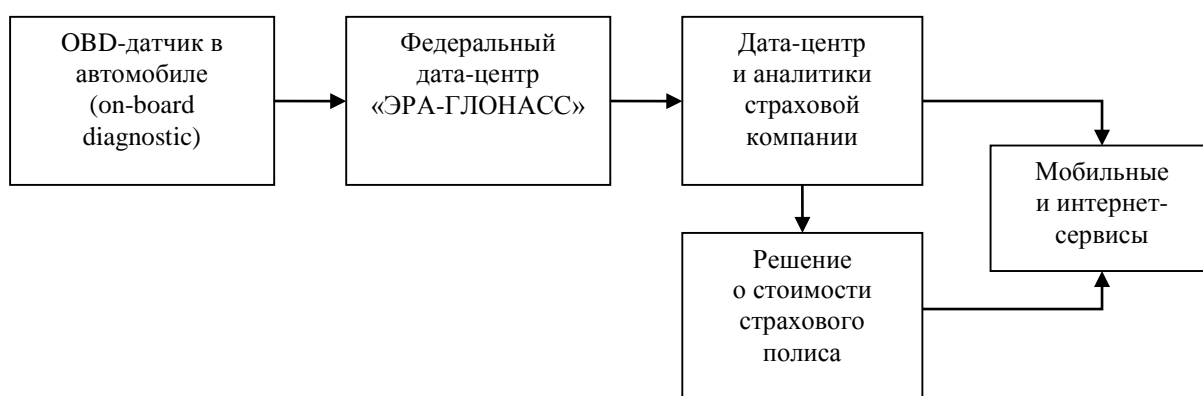 OBD-датчик в
автомобиле
(on-board
diagnostic)
Федеральный
дата-центр
«ЭРА-ГЛОНАСС»
Дата-центр
и аналитики
страховой
компании
Мобильные
и интернет-
сервисы
Решение
о стоимости
страхового
полиса